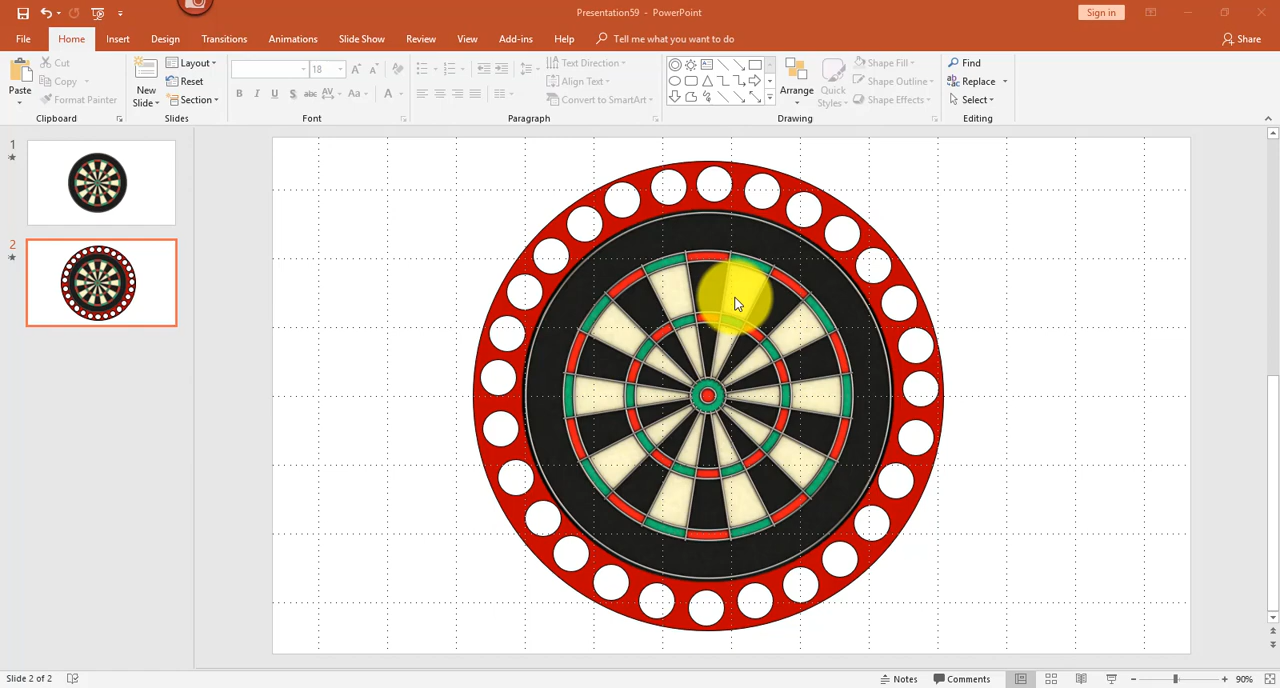 Presentation59 - PowerPoint
Sign in
File Home Insert Design Transitions Animations Slide Show Review View Add-ins Help Tell me what you want to do Share
Paste
Cut
Copy
Format Painter
Clipboard
New Slide
Layout
Reset
Section
Slides
18
B I U S abc AV Aa A
Font
Text Direction
Align Text
Convert to SmartArt
Paragraph
Arrange
Quick Styles
Shape Fill
Shape Outline
Shape Effects
Drawing
Find
Replace
Select
Editing
1
2
Slide 2 of 2
Notes
Comments
90%